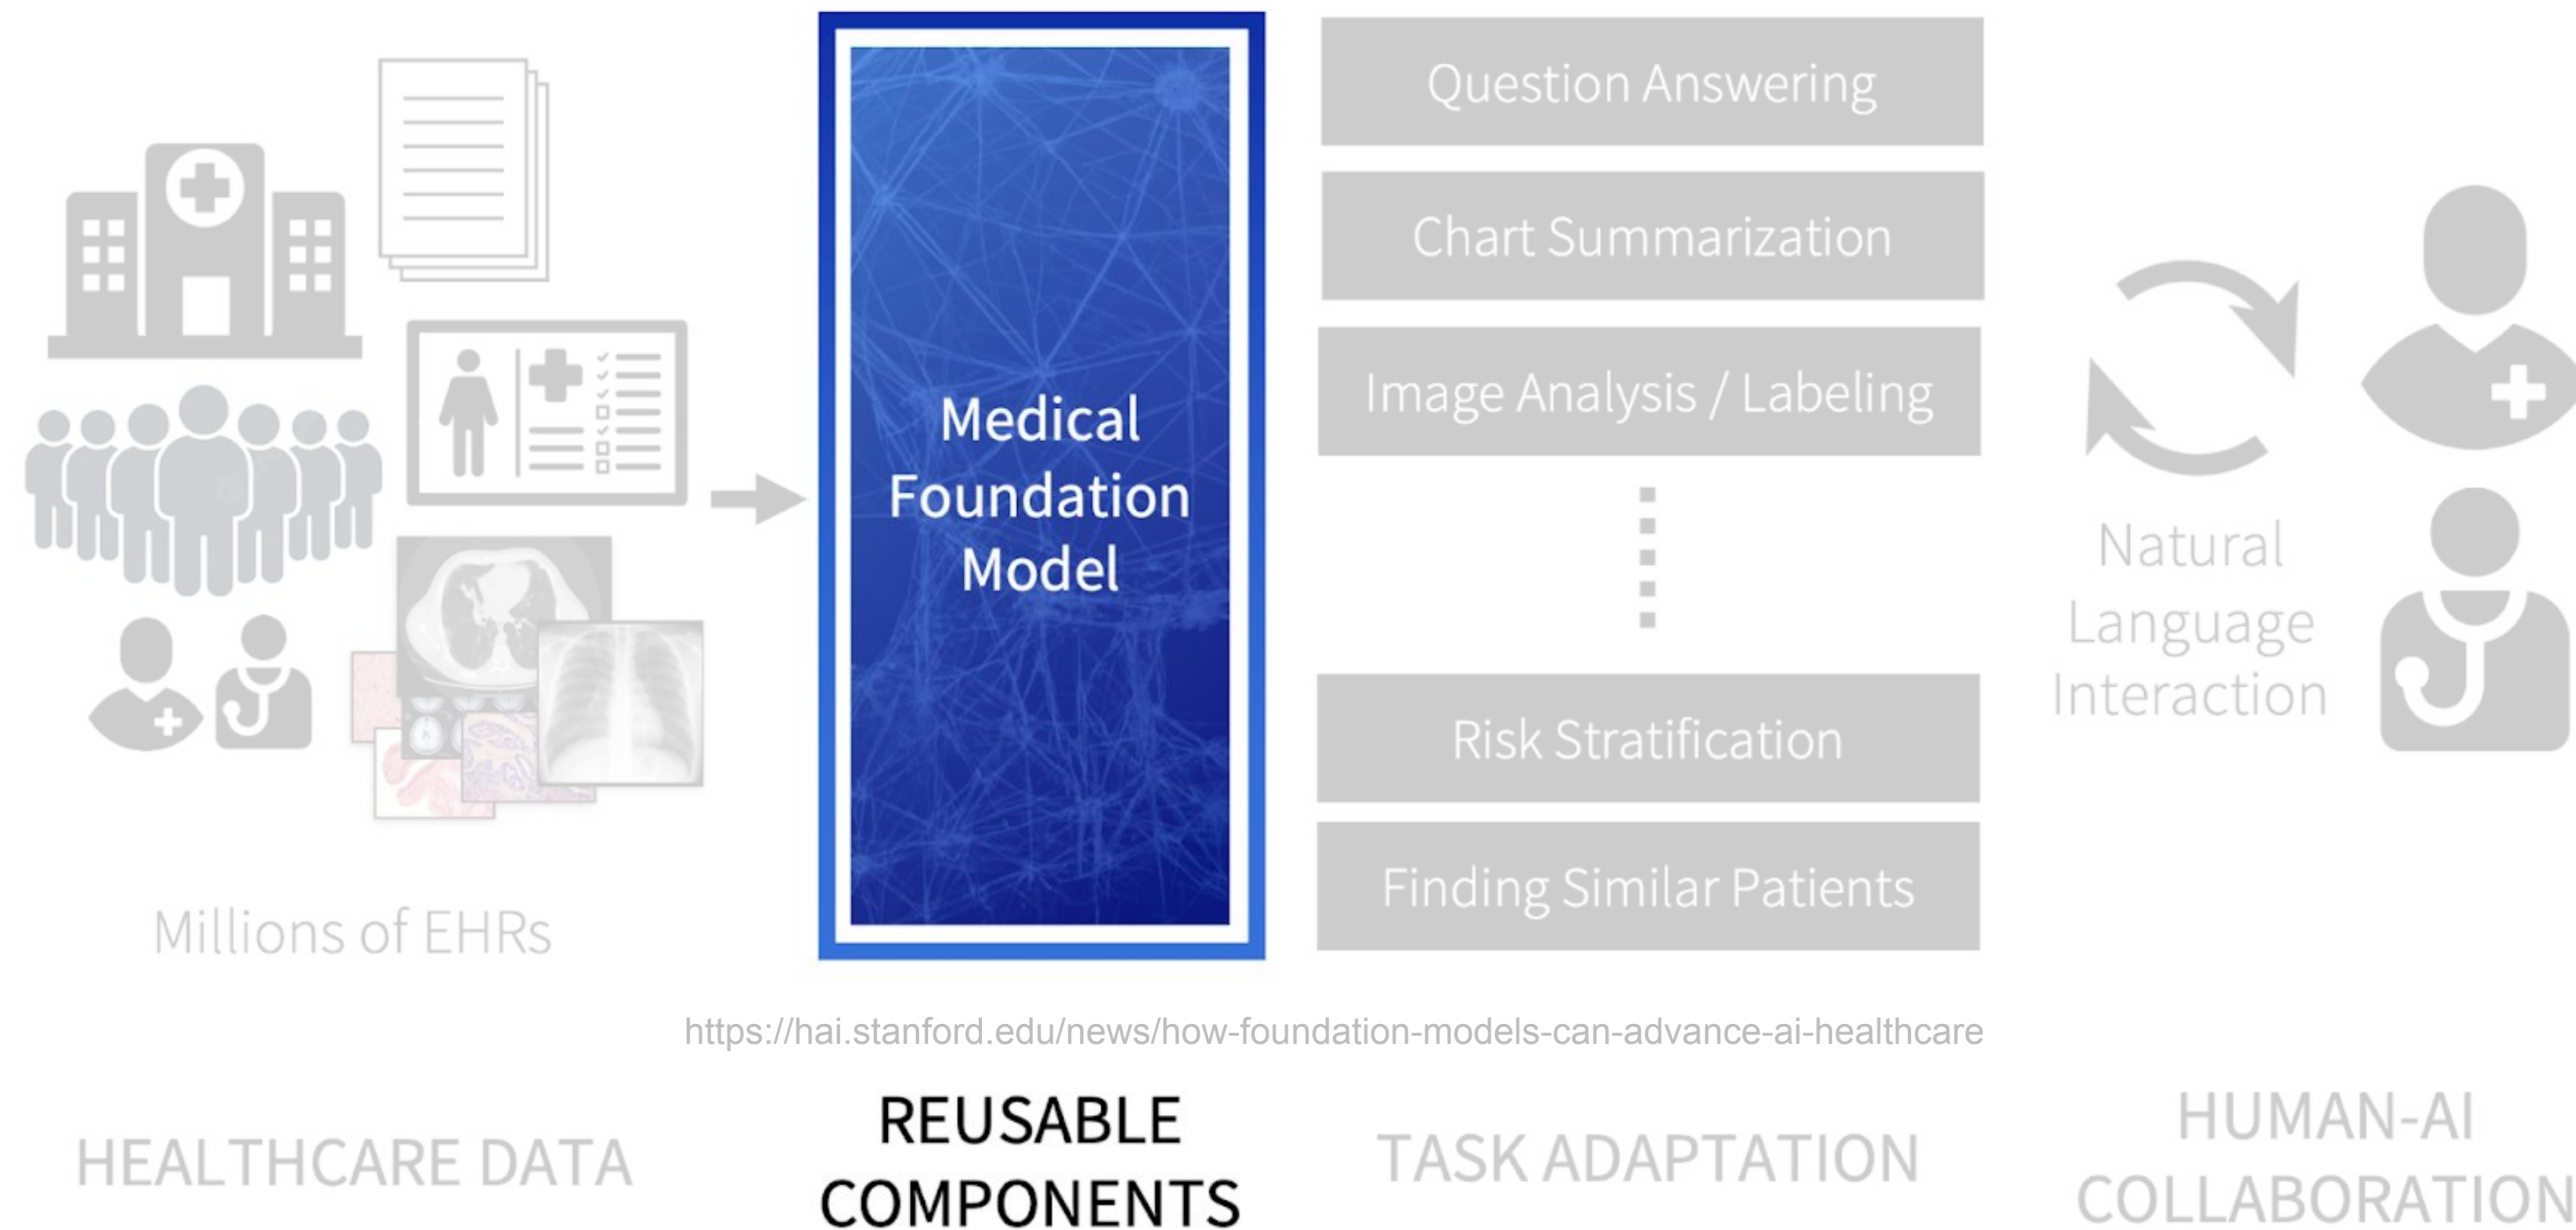 Question Answering
Chart Summarization
Image Analysis / Labeling
Medical
Foundation
Model
Natural
Language
Interaction
Risk Stratification
Finding Similar Patients
Millions of EHRs
https://hai.stanford.edu/news/how-foundation-models-can-advance-ai-healthcare
HEALTHCARE DATA
REUSABLE
COMPONENTS
TASK ADAPTATION
HUMAN-AI
COLLABORATION